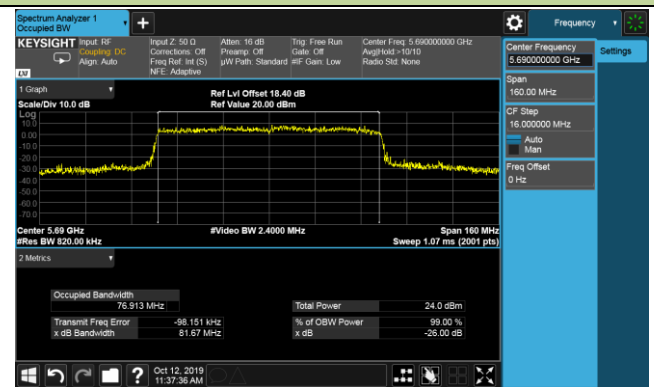 Spectrum Analyzer 1
Occupied BW
Frequency
KEYSIGHT
Input: RF
Coupling: DC
Align: Auto
Input Z: 50 Ω
Corrections: Off
Freq Ref: Int (S)
NFE: Adaptive
Atten: 16 dB
Preamp: Off
µW Path: Standard
Trig: Free Run
Gate: Off
#IF Gain: Low
Center Freq: 5.690000000 GHz
Avg|Hold:>10/10
Radio Std: None
LXI
Center Frequency
5.690000000 GHz
Settings
Span
160.00 MHz
CF Step
16.000000 MHz
Auto
Man
Freq Offset
0 Hz
1 Graph
Scale/Div 10.0 dB
Ref Lvl Offset 18.40 dB
Ref Value 20.00 dBm
Log
10.0
0.00
-10.0
-20.0
-30.0
-40.0
-50.0
-60.0
-70.0
Center 5.69 GHz
#Video BW 2.4000 MHz
Span 160 MHz
#Res BW 820.00 kHz
Sweep 1.07 ms (2001 pts)
2 Metrics
Occupied Bandwidth
76.913 MHz
Total Power 24.0 dBm
Transmit Freq Error -98.151 kHz
% of OBW Power 99.00 %
x dB Bandwidth 81.67 MHz
x dB -26.00 dB
Oct 12, 2019
11:37:36 AM